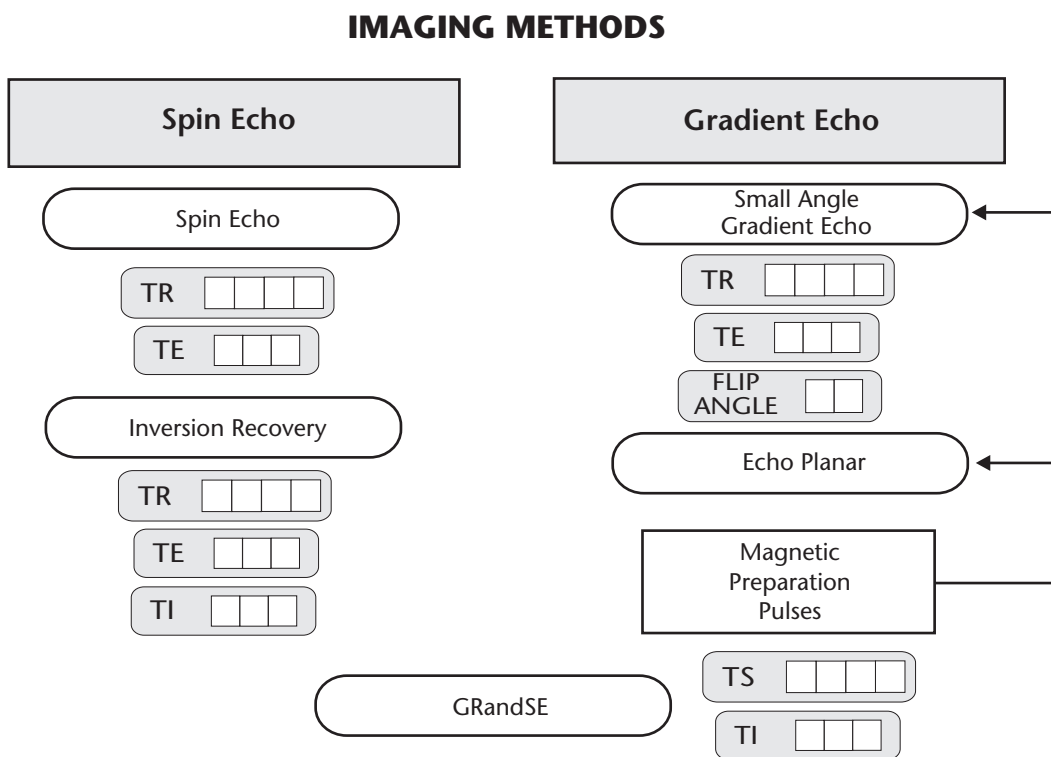 IMAGING METHODS
Spin Echo
Spin Echo
TR
TE
Inversion Recovery
TR
TE
TI
Gradient Echo
Small Angle
Gradient Echo
TR
TE
FLIP
ANGLE
Echo Planar
Magnetic
Preparation
Pulses
TS
TI
GRandSE